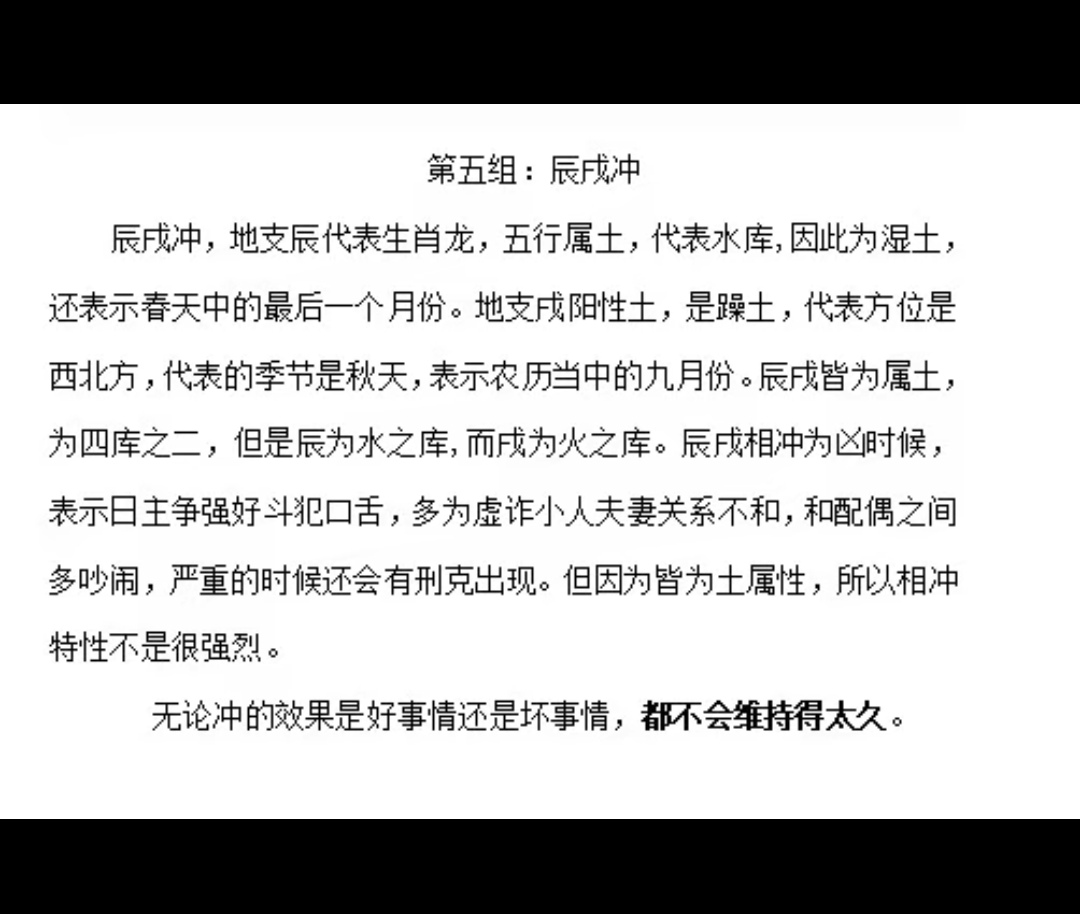 第五组：辰戌冲
辰戌冲，地支辰代表生肖龙，五行属土，代表水库,因此为湿土，
还表示春天中的最后一个月份。地支戌阳性土，是躁土，代表方位是
西北方，代表的季节是秋天，表示农历当中的九月份。辰戌皆为属土，
为四库之二，但是辰为水之库,而戌为火之库。辰戌相冲为凶时候，
表示日主争强好斗犯口舌，多为虚诈小人夫妻关系不和，和配偶之间
多吵闹，严重的时候还会有刑克出现。但因为皆为土属性，所以相冲
特性不是很强烈。
无论冲的效果是好事情还是坏事情，都不会维持得太久。